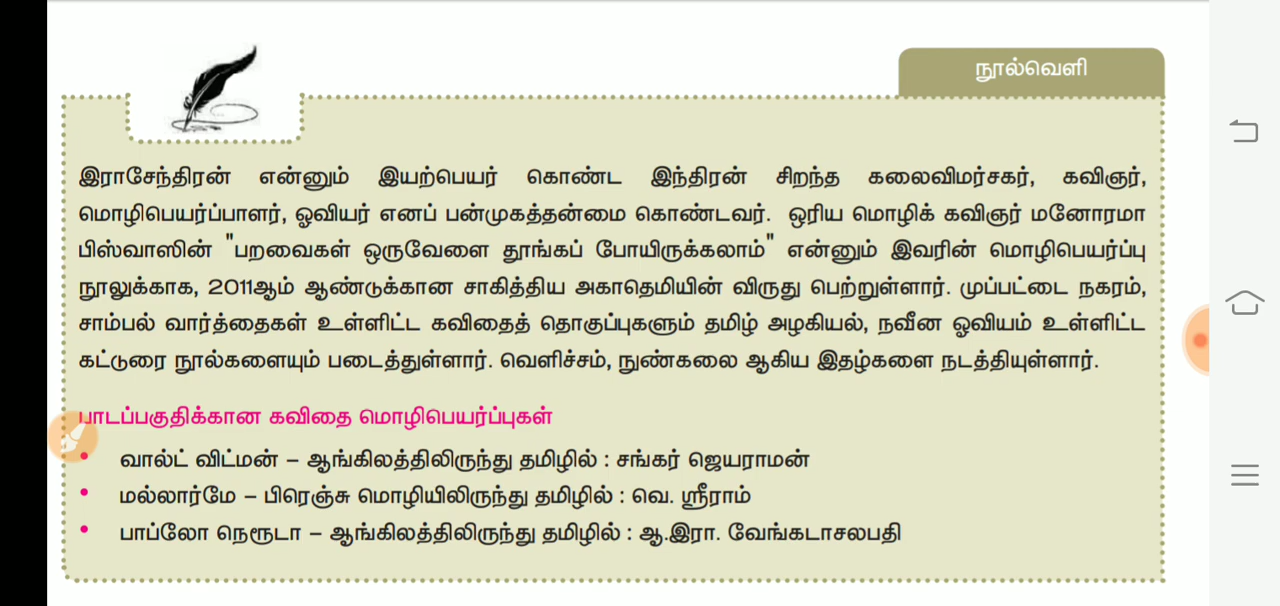 நூல்வெளி
இராசேந்திரன் என்னும் இயற்பெயர் கொண்ட இந்திரன் சிறந்த கலைவிமர்சகர், கவிஞர்,
மொழிபெயர்ப்பாளர், ஓவியர் எனப் பன்முகத்தன்மை கொண்டவர். ஒரிய மொழிக் கவிஞர் மனோரமா
பிஸ்வாஸின் "பறவைகள் ஒருவேளை தூங்கப் போயிருக்கலாம்" என்னும் இவரின் மொழிபெயர்ப்பு
நூலுக்காக, 2011ஆம் ஆண்டுக்கான சாகித்திய அகாதெமியின் விருது பெற்றுள்ளார். முப்பட்டை நகரம்,
சாம்பல் வார்த்தைகள் உள்ளிட்ட கவிதைத் தொகுப்புகளும் தமிழ் அழகியல், நவீன ஓவியம் உள்ளிட்ட
கட்டுரை நூல்களையும் படைத்துள்ளார். வெளிச்சம், நுண்கலை ஆகிய இதழ்களை நடத்தியுள்ளார்.
பாடப்பகுதிக்கான கவிதை மொழிபெயர்ப்புகள்
• வால்ட் விட்மன் – ஆங்கிலத்திலிருந்து தமிழில் : சங்கர் ஜெயராமன்
• மல்லார்மே – பிரெஞ்சு மொழியிலிருந்து தமிழில் : வெ. ஸ்ரீராம்
• பாப்லோ நெரூடா – ஆங்கிலத்திலிருந்து தமிழில் : ஆ.இரா. வேங்கடாசலபதி